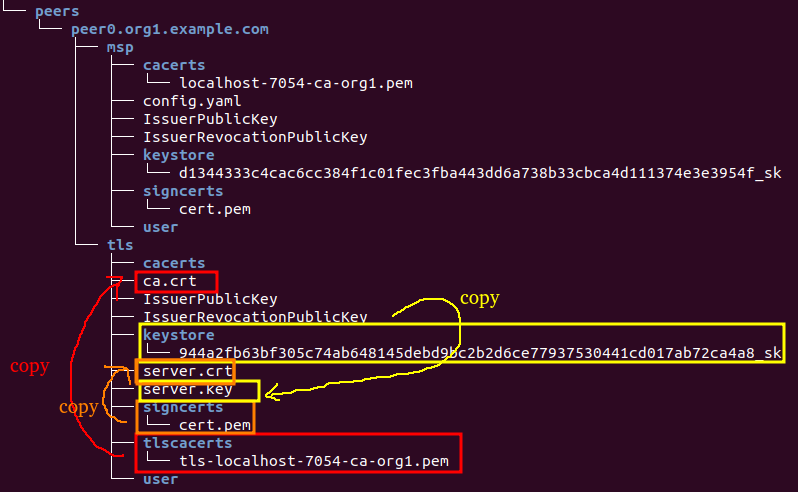 peers
peer0.org1.example.com
msp
cacerts
localhost-7054-ca-org1.pem
config.yaml
IssuerPublicKey
IssuerRevocationPublicKey
keystore
d1344333c4cac6cc384f1c01fec3fba443dd6a738b33cbca4d111374e3e3954f_sk
signcerts
cert.pem
user
tls
cacerts
ca.crt
IssuerPublicKey
copy
IssuerRevocationPublicKey
keystore
944a2fb63bf305c74ab648145debd9bc2b2d6ce77937530441cd017ab72ca4a8_sk
copy
server.crt
server.key
copy
signcerts
cert.pem
tlscacerts
tls-localhost-7054-ca-org1.pem
user